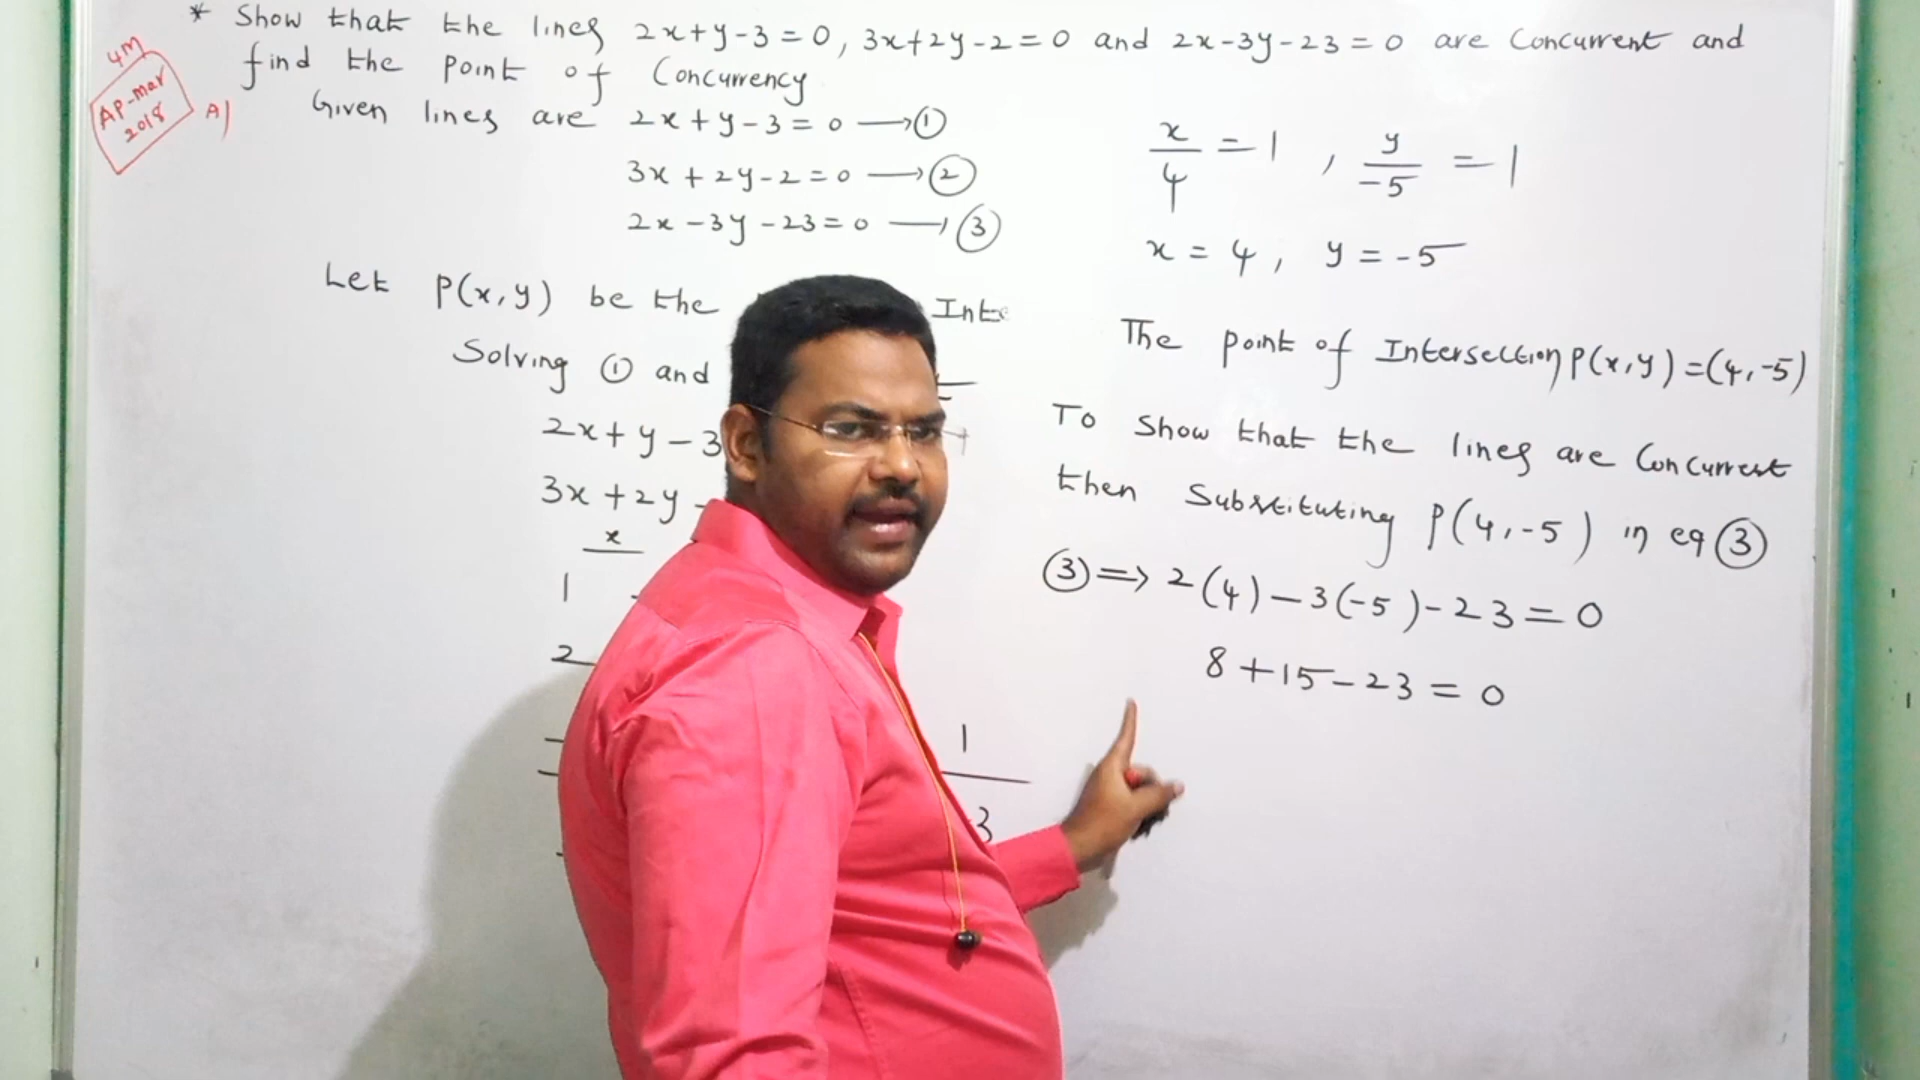 * Show that the lines 2x+y-3=0, 3x+2y-2=0 and 2x-3y-23=0 are Concurrent and
find the point of Concurrency
4M
AP-mar
2018
A)
Given lines are 2x+y-3=0 ⟶①
3x+2y-2=0 ⟶②
2x-3y-23=0 ⟶③
Let P(x,y) be the Inte
Solving ① and
2x+y-3
3x+2y-
x
1
2
1
3
x/4 = 1 , y/-5 = 1
x = 4, y = -5
The point of Intersection P(x,y)=(4,-5)
To Show that the lines are Concurrent
then Substituting P(4,-5) in eq ③
③ ⟹ 2(4)-3(-5)-23=0
8+15-23=0